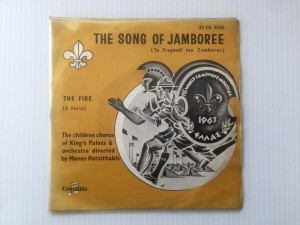 THE SONG OF JAMBOREE
(To Tragoudi tou Zamboree)
THE FIRE
(I Fotia)
The children chorus
of King's Palace &
orchestra directed
by Manos Hatzithakis
Columbia
1963
ΕΛΛΑΣ